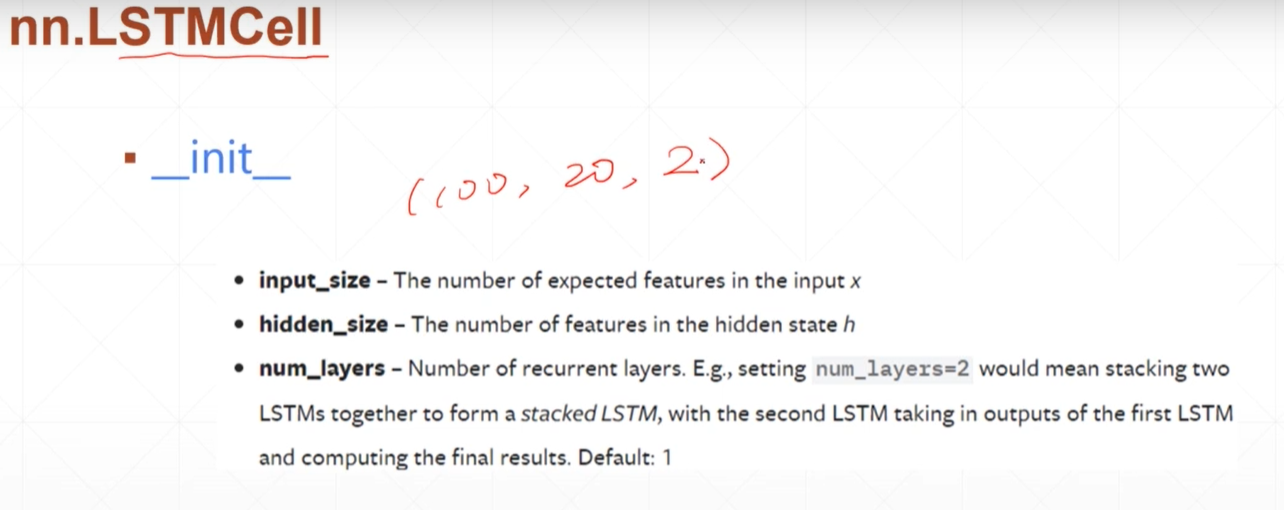 nn.LSTMCell
__init__
(100, 20, 2.)
input_size – The number of expected features in the input x
hidden_size – The number of features in the hidden state h
num_layers – Number of recurrent layers. E.g., setting num_layers=2 would mean stacking two
LSTMs together to form a stacked LSTM, with the second LSTM taking in outputs of the first LSTM
and computing the final results. Default: 1